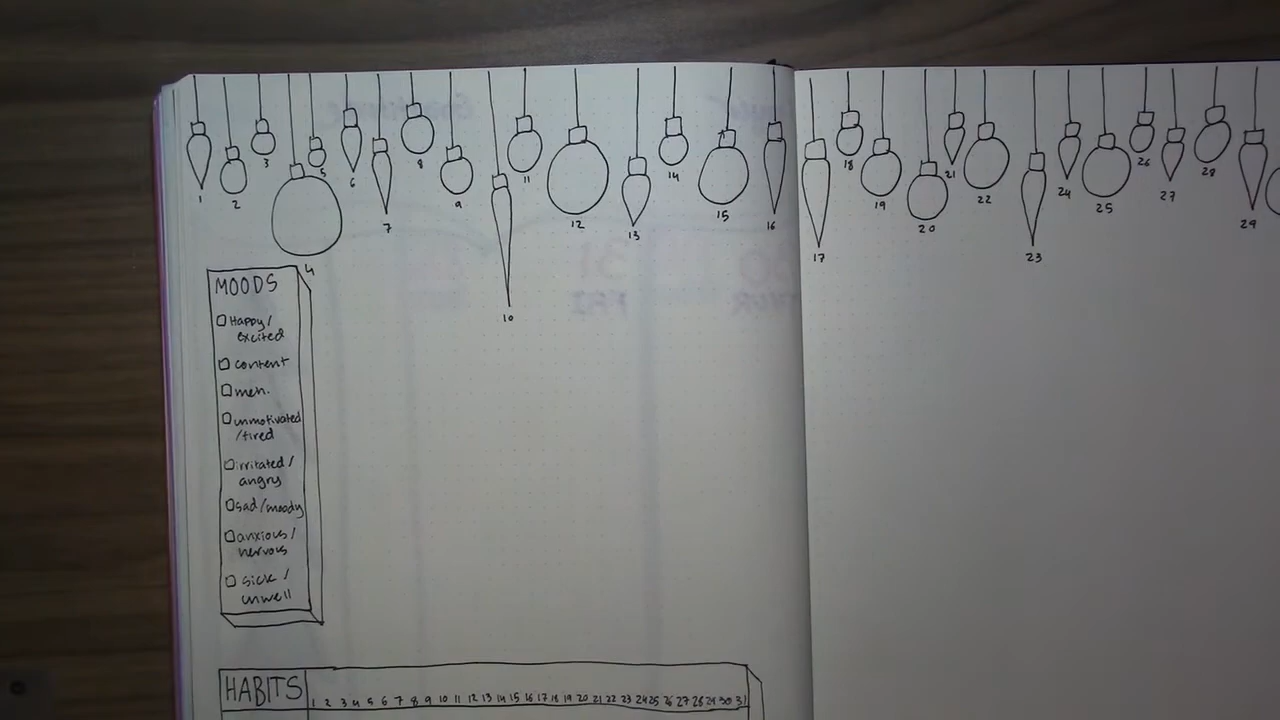 1 2 3 4 5 6 7 8 9 10 11 12 13 14 15 16 17 18 19 20 21 22 23 24 25 26 27 28 29
MOODS
Happy/
excited
content
meh.
unmotivated
/tired
irritated/
angry
sad/moody
anxious/
nervous
sick/
unwell
HABITS 1 2 3 4 5 6 7 8 9 10 11 12 13 14 15 16 17 18 19 20 21 22 23 24 25 26 27 28 29 30 31